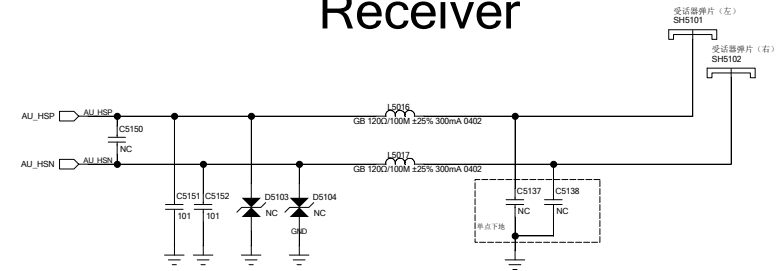 Receiver
受话器弹片（左）
SH5101
受话器弹片（右）
SH5102
AU_HSP
AU_HSP
L5016
GB 120Ω/100M ±25% 300mA 0402
C5150
NC
AU_HSN
AU_HSN
L5017
GB 120Ω/100M ±25% 300mA 0402
C5151
101
C5152
101
D5103
NC
D5104
NC
GND
C5137
NC
C5138
NC
单点下地